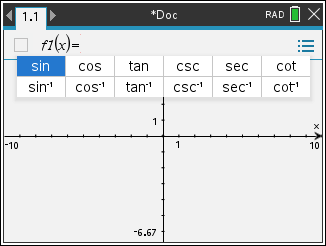 1.1 *Doc RAD
f1(x)=
sin cos tan csc sec cot
sin⁻¹ cos⁻¹ tan⁻¹ csc⁻¹ sec⁻¹ cot⁻¹
1
x
-10 1 10
-6.67